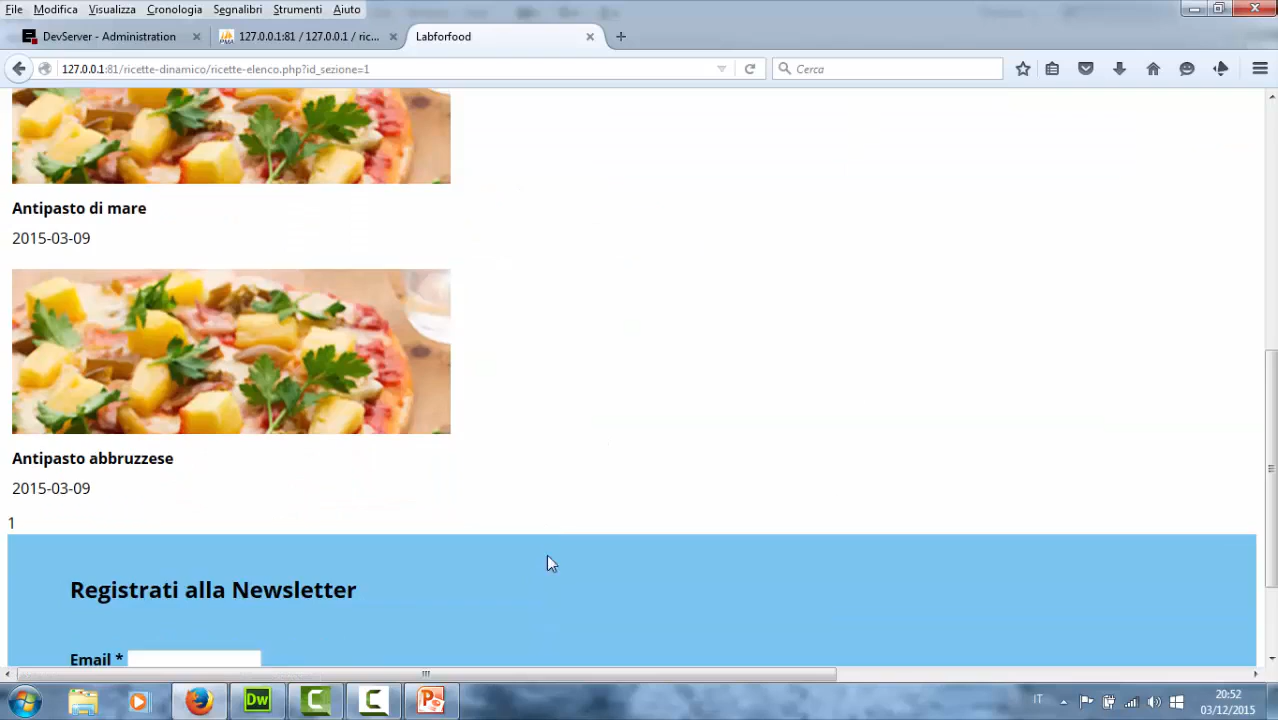 File Modifica Visualizza Cronologia Segnalibri Strumenti Aiuto
DevServer - Administration 127.0.0.1:81 / 127.0.0.1 / ric... Labforfood
127.0.0.1:81/ricette-dinamico/ricette-elenco.php?id_sezione=1 Cerca
Antipasto di mare
2015-03-09
Antipasto abbruzzese
2015-03-09
1
Registrati alla Newsletter
Email *
Dw C C P IT 20:52
03/12/2015